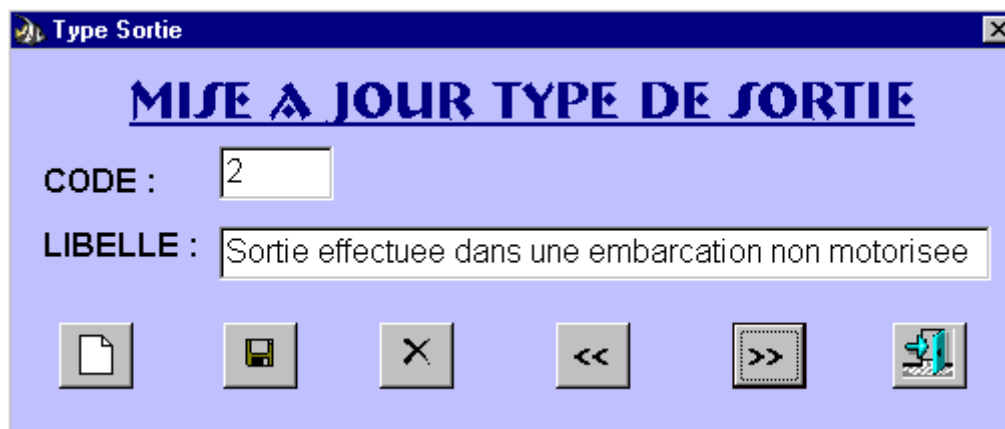 Type Sortie
MISE A JOUR TYPE DE SORTIE
CODE : 2
LIBELLE : Sortie effectuee dans une embarcation non motorisee
<< >>